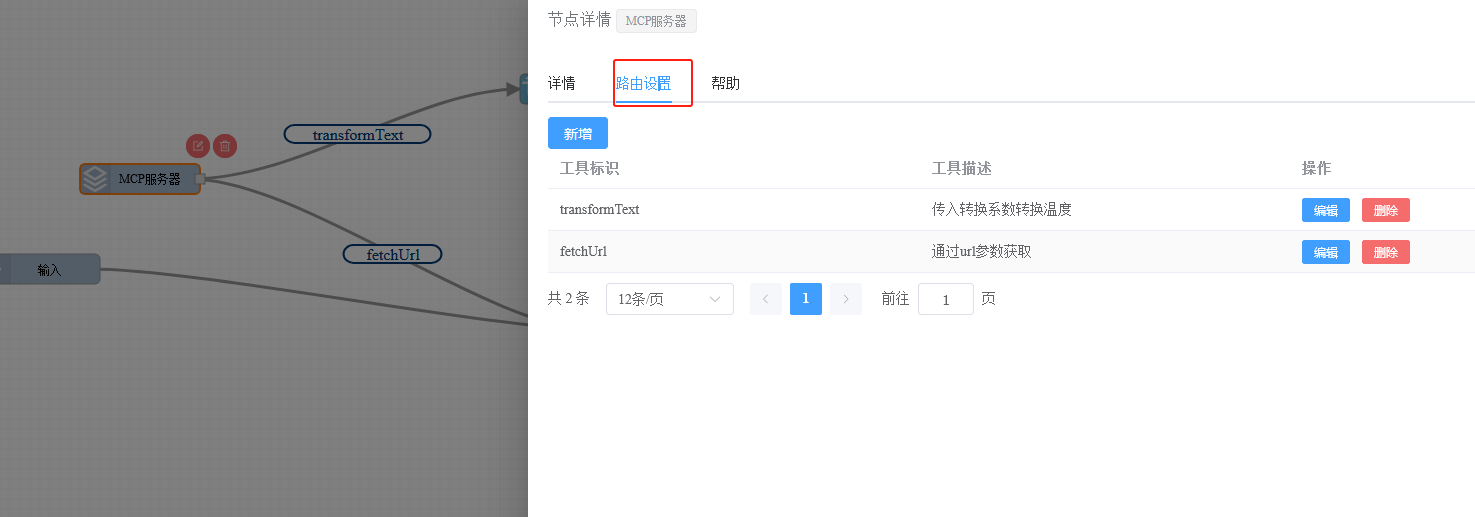 节点详情 MCP服务器
详情 路由设置 帮助
新增
工具标识 工具描述 操作
transformText 传入转换系数转换温度 编辑 删除
fetchUrl 通过url参数获取 编辑 删除
共 2 条 12条/页 1 前往 1 页
transformText
MCP服务器
fetchUrl
输入